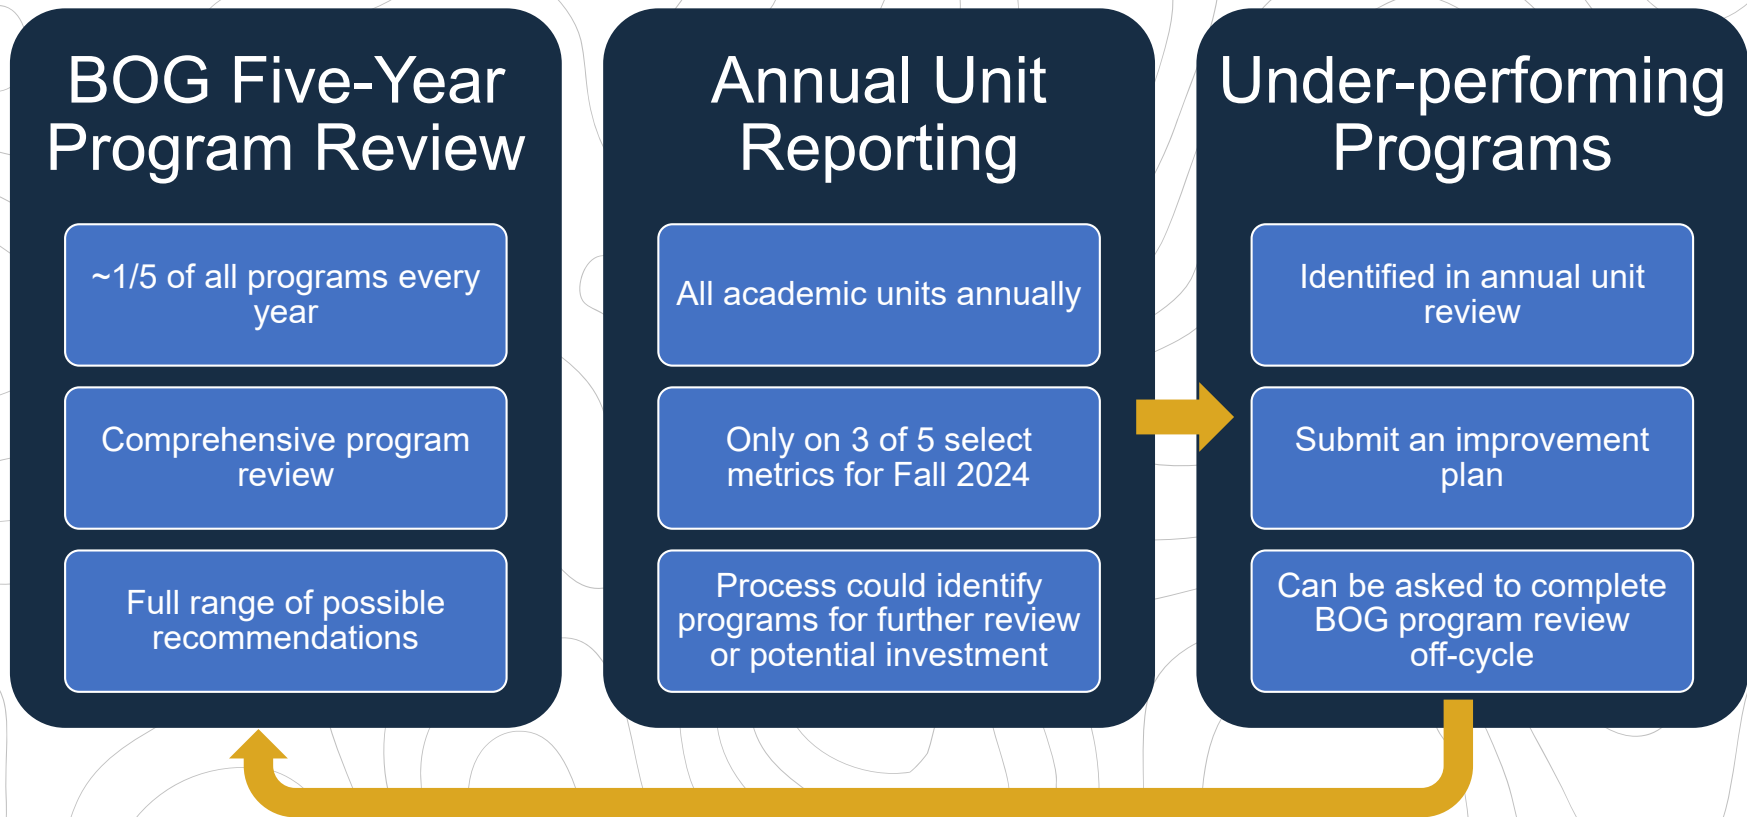 BOG Five-Year
Program Review
~1/5 of all programs every
year
Comprehensive program
review
Full range of possible
recommendations
Annual Unit
Reporting
All academic units annually
Only on 3 of 5 select
metrics for Fall 2024
Process could identify
programs for further review
or potential investment
Under-performing
Programs
Identified in annual unit
review
Submit an improvement
plan
Can be asked to complete
BOG program review
off-cycle